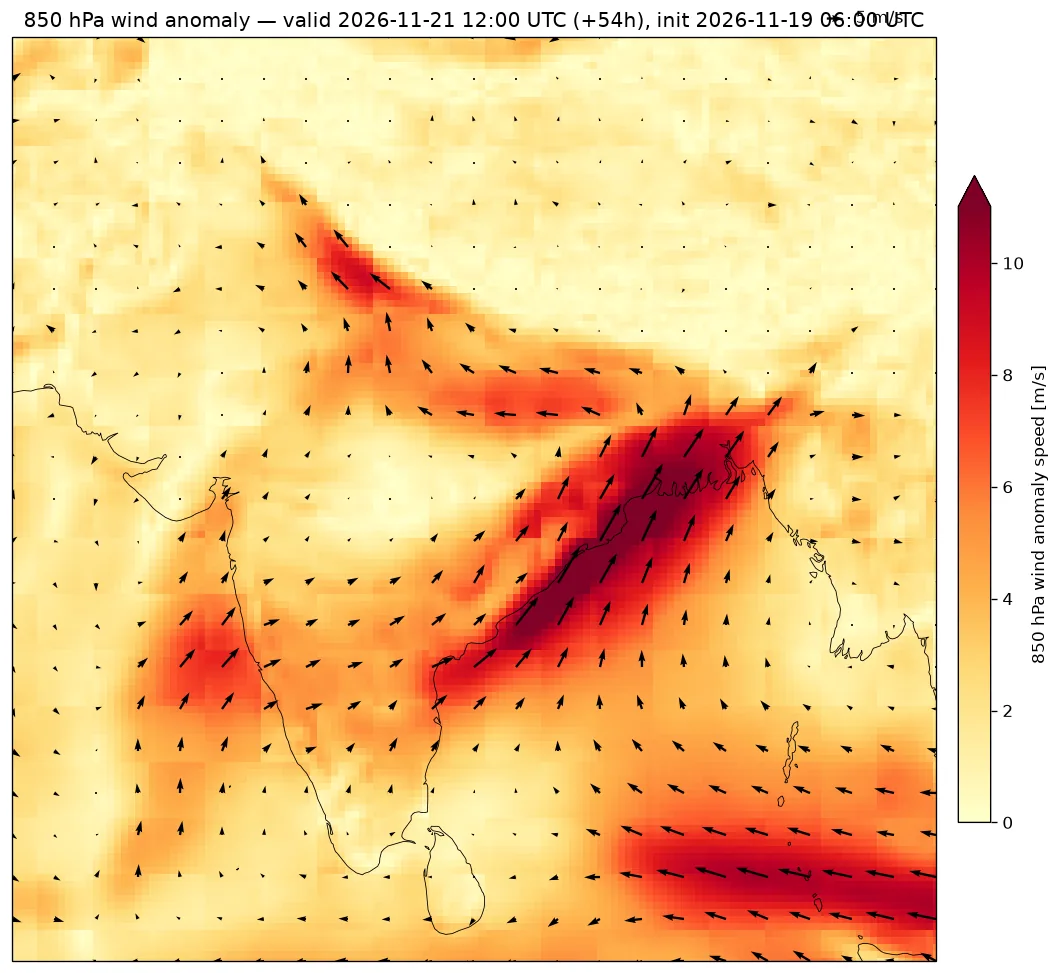 850 hPa wind anomaly — valid 2026-11-21 12:00 UTC (+54h), init 2026-11-19 06:00 UTC
5 m/s
10
8
6
4
2
0
850 hPa wind anomaly speed [m/s]